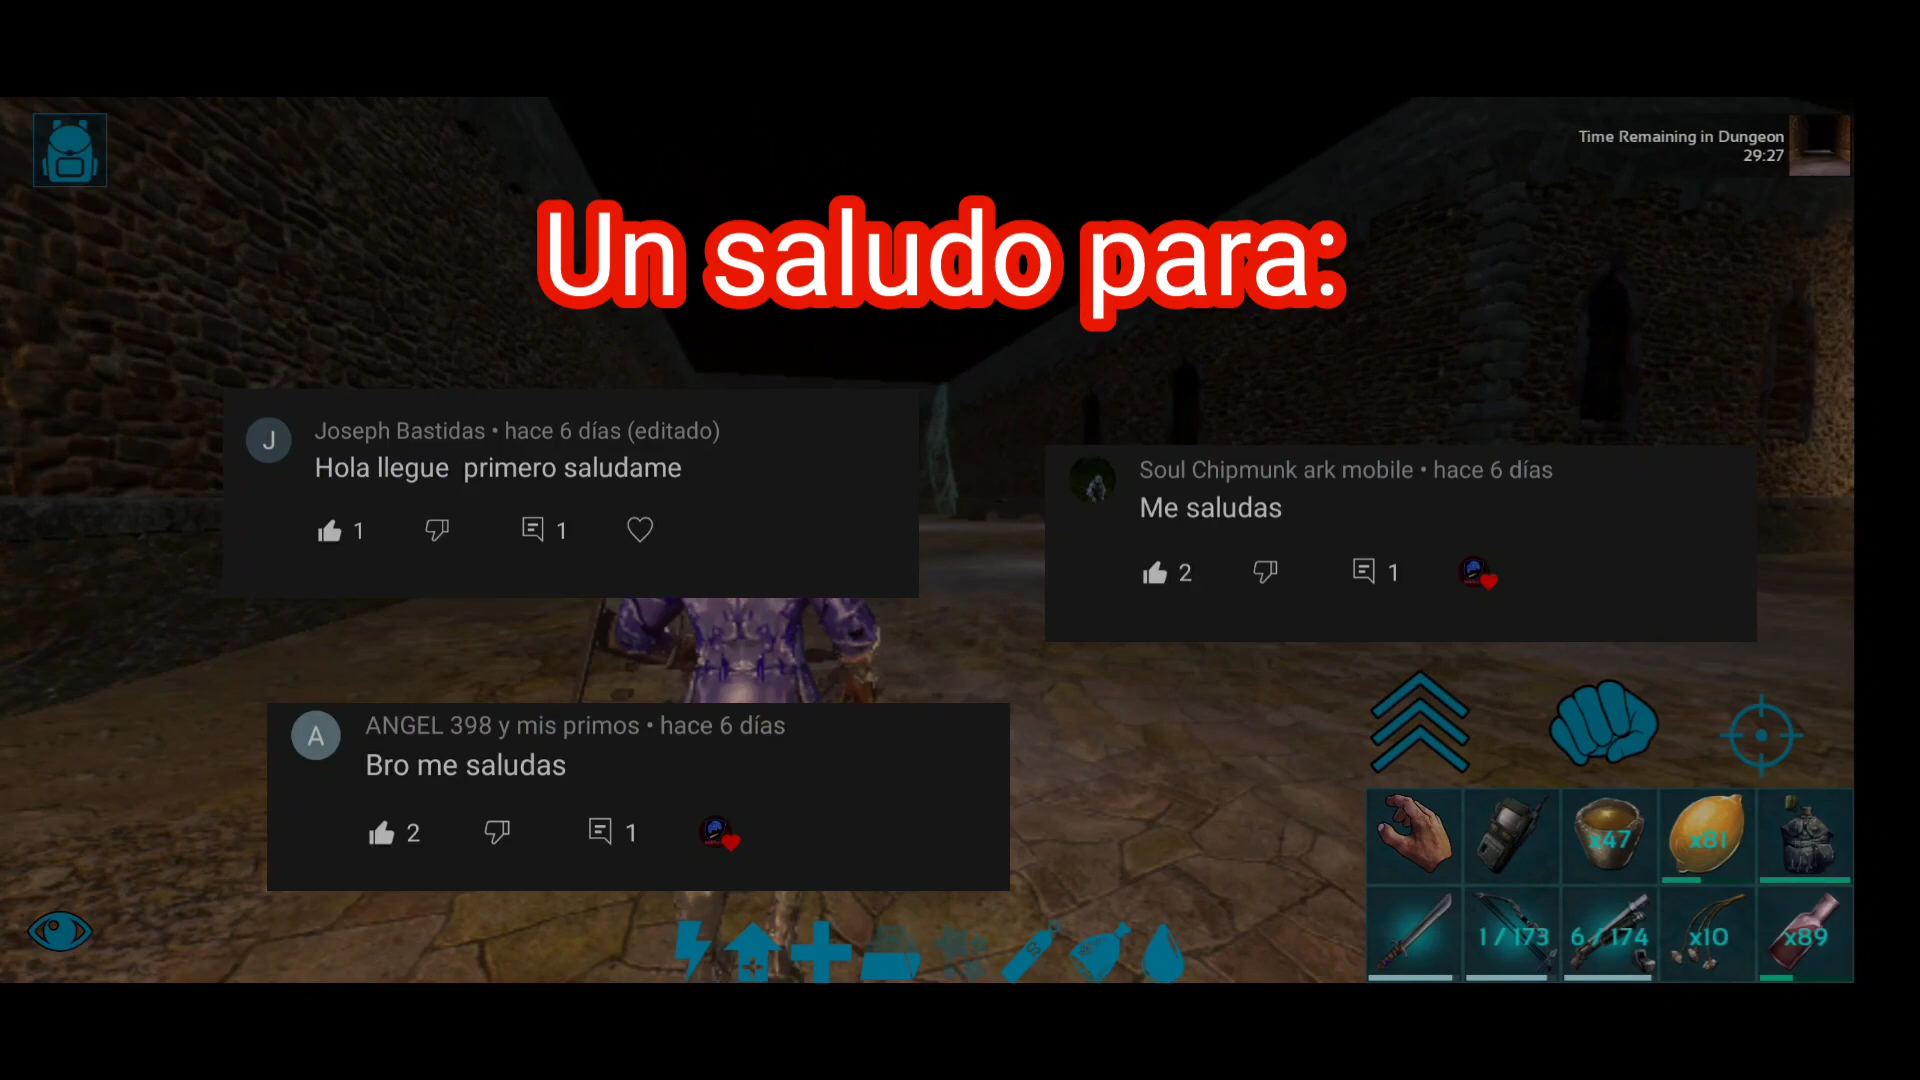 Time Remaining in Dungeon
29:27
Un saludo para:
J
Joseph Bastidas • hace 6 días (editado)
Hola llegue  primero saludame
1
1
Soul Chipmunk ark mobile • hace 6 días
Me saludas
2
1
A
ANGEL 398 y mis primos • hace 6 días
Bro me saludas
2
1
x47
x81
1 / 173
6 / 174
x10
x89